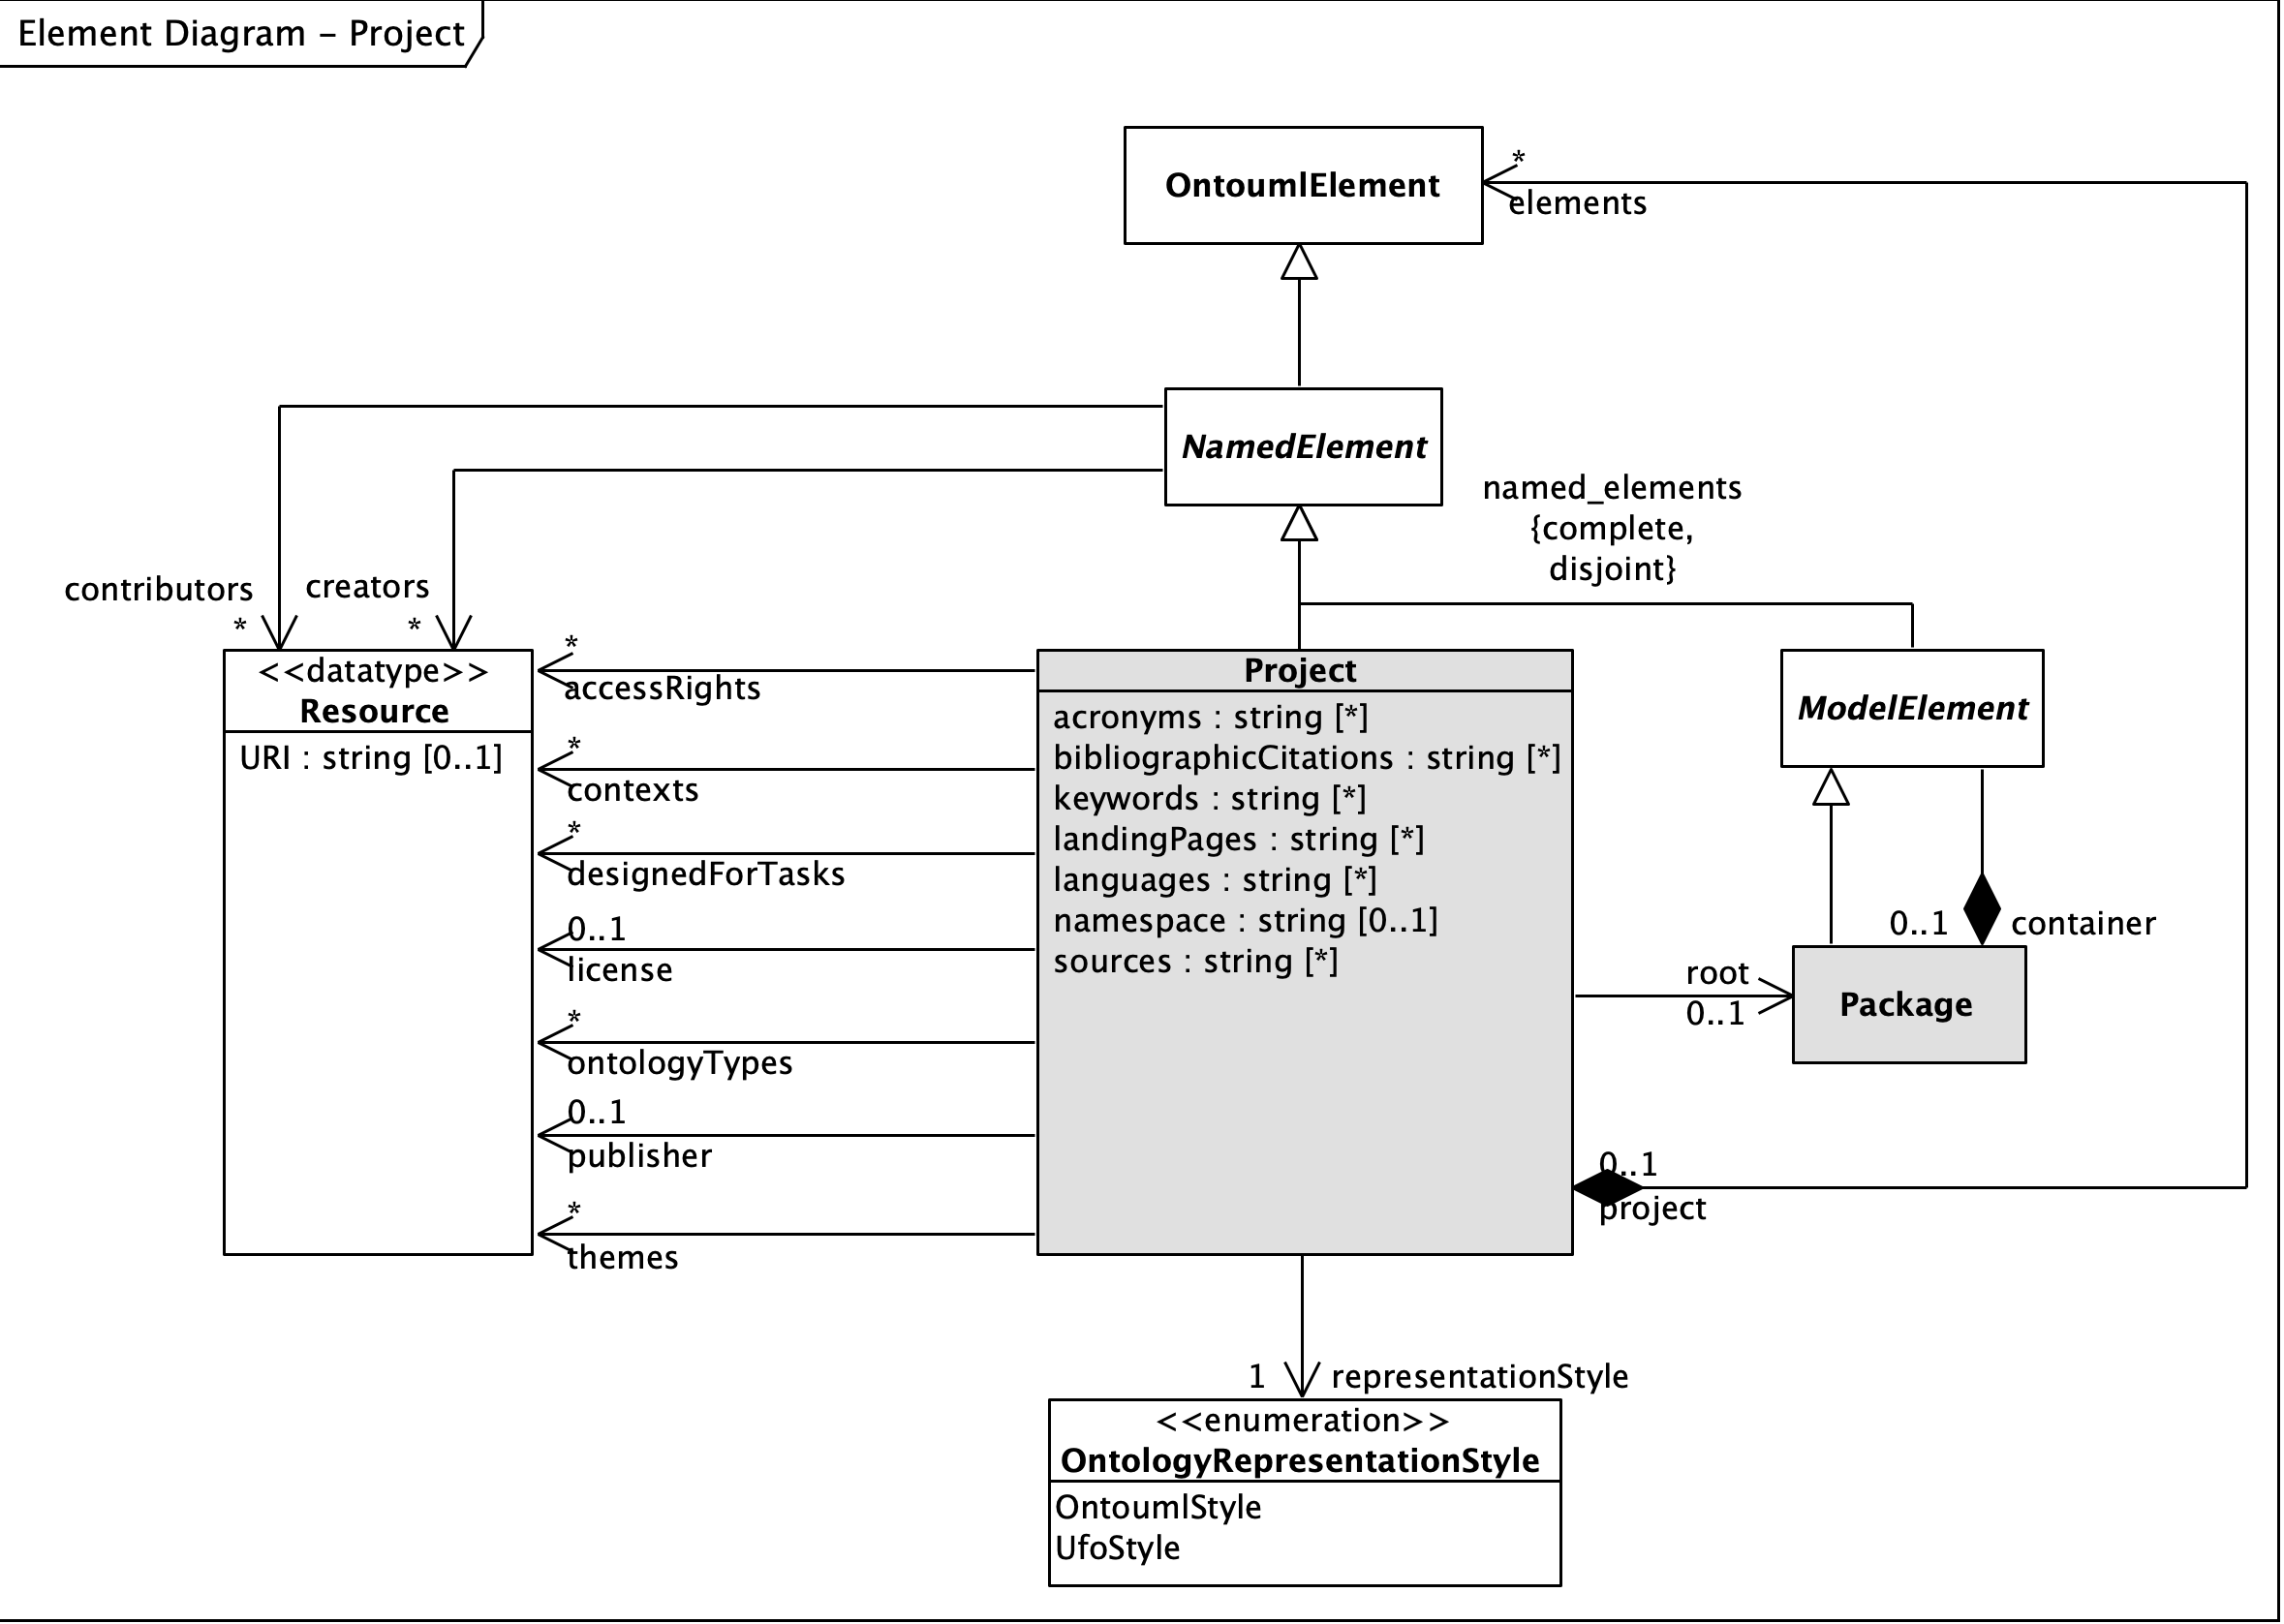 Element Diagram – Project
OntoumlElement
*
elements
NamedElement
named_elements
{complete,
disjoint}
contributors
*
creators
*
<<datatype>>
Resource
URI : string [0..1]
*
accessRights
*
contexts
*
designedForTasks
0..1
license
*
ontologyTypes
0..1
publisher
*
themes
Project
acronyms : string [*]
bibliographicCitations : string [*]
keywords : string [*]
landingPages : string [*]
languages : string [*]
namespace : string [0..1]
sources : string [*]
ModelElement
0..1
container
root
0..1
Package
0..1
project
1
representationStyle
<<enumeration>>
OntologyRepresentationStyle
OntoumlStyle
UfoStyle